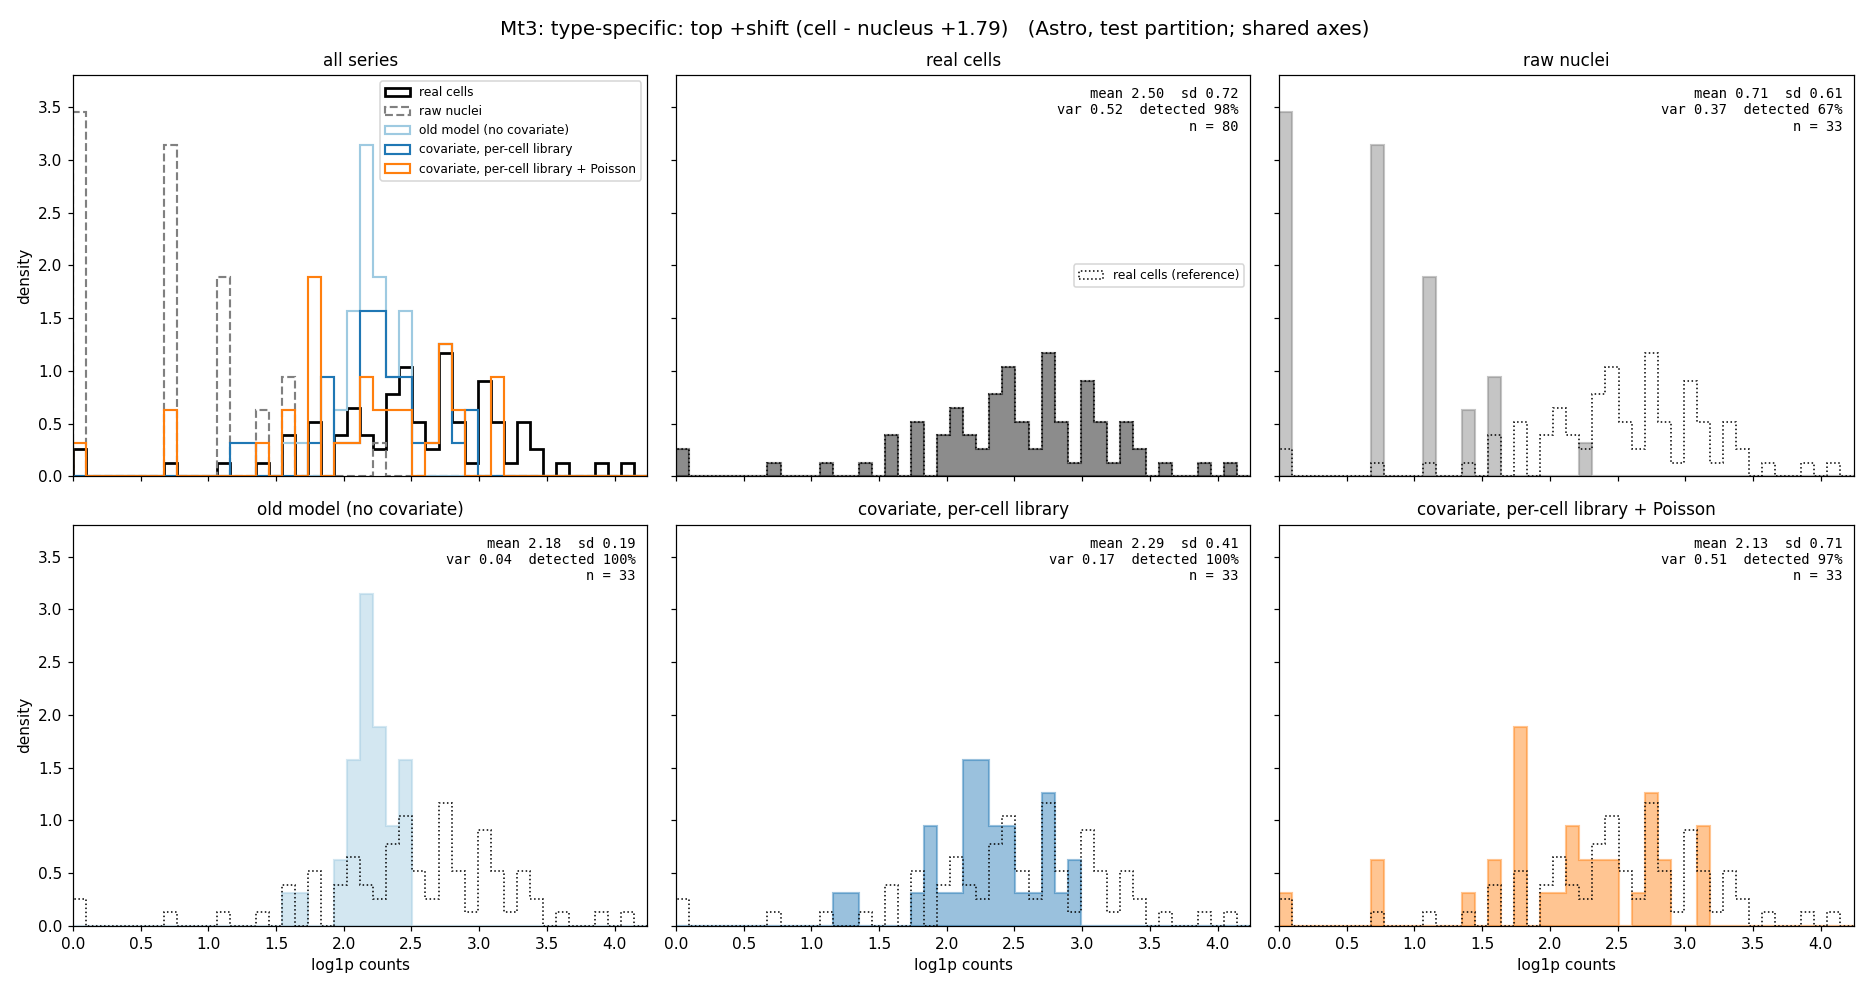 Mt3: type-specific: top +shift (cell - nucleus +1.79)   (Astro, test partition; shared axes)
all series
real cells
raw nuclei
density
3.5
3.0
2.5
2.0
1.5
1.0
0.5
0.0
real cells
raw nuclei
old model (no covariate)
covariate, per-cell library
covariate, per-cell library + Poisson
mean 2.50  sd 0.72
var 0.52  detected 98%
n = 80
real cells (reference)
mean 0.71  sd 0.61
var 0.37  detected 67%
n = 33
old model (no covariate)
covariate, per-cell library
covariate, per-cell library + Poisson
density
3.5
3.0
2.5
2.0
1.5
1.0
0.5
0.0
mean 2.18  sd 0.19
var 0.04  detected 100%
n = 33
mean 2.29  sd 0.41
var 0.17  detected 100%
n = 33
mean 2.13  sd 0.71
var 0.51  detected 97%
n = 33
0.0 0.5 1.0 1.5 2.0 2.5 3.0 3.5 4.0
0.0 0.5 1.0 1.5 2.0 2.5 3.0 3.5 4.0
0.0 0.5 1.0 1.5 2.0 2.5 3.0 3.5 4.0
log1p counts
log1p counts
log1p counts